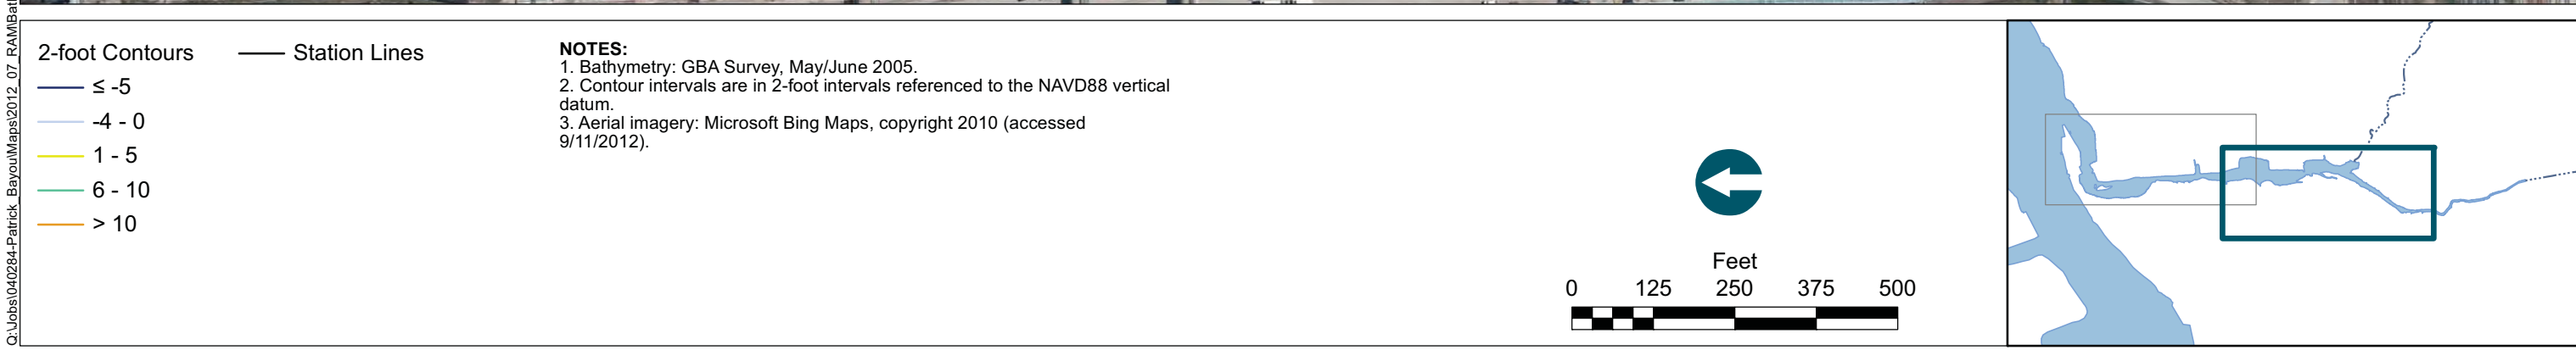 Q:\Jobs\040284-Patrick_Bayou\Maps\2012_07_RAM\Bat
2-foot Contours
Station Lines
≤ -5
-4 - 0
1 - 5
6 - 10
> 10
NOTES:
1. Bathymetry: GBA Survey, May/June 2005.
2. Contour intervals are in 2-foot intervals referenced to the NAVD88 vertical
datum.
3. Aerial imagery: Microsoft Bing Maps, copyright 2010 (accessed
9/11/2012).
Feet
0 125 250 375 500